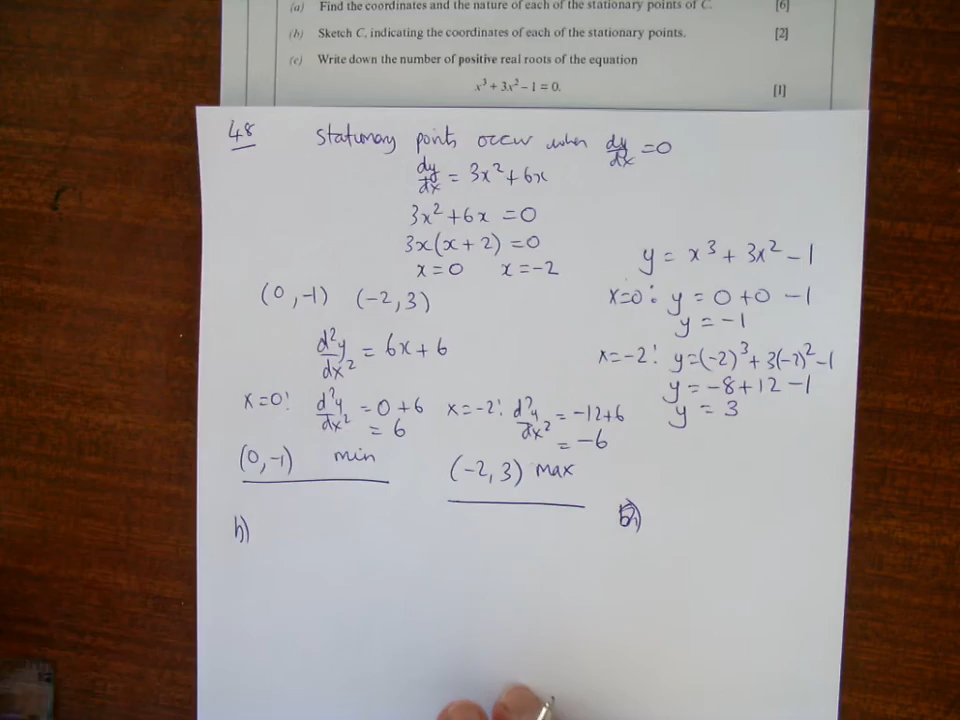 (a) Find the coordinates and the nature of each of the stationary points of C. [6]
(b) Sketch C, indicating the coordinates of each of the stationary points. [2]
(c) Write down the number of positive real roots of the equation
x³ + 3x² – 1 = 0. [1]
48 Stationary points occur when dy/dx = 0
dy/dx = 3x² + 6x
3x² + 6x = 0
3x(x + 2) = 0
x = 0 x = -2
(0, -1) (-2, 3)
d²y/dx² = 6x + 6
x = 0: d²y/dx² = 0 + 6
= 6
x = -2: d²y/dx² = -12 + 6
= -6
(0, -1) min
(-2, 3) max
y = x³ + 3x² - 1
x = 0: y = 0 + 0 - 1
y = -1
x = -2: y = (-2)³ + 3(-2)² - 1
y = -8 + 12 - 1
y = 3
b)